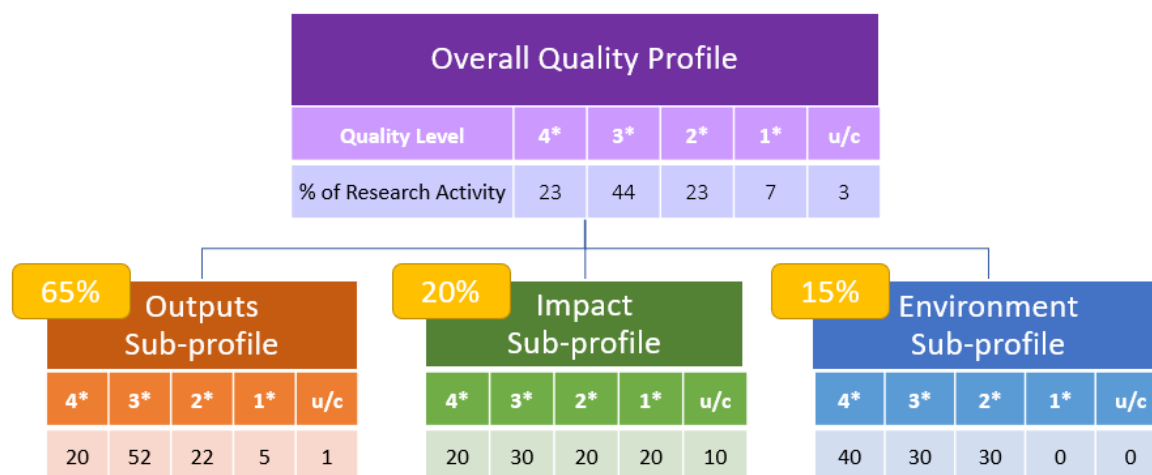 Overall Quality Profile
Quality Level 4* 3* 2* 1* u/c
% of Research Activity 23 44 23 7 3
65%
Outputs
Sub-profile
4* 3* 2* 1* u/c
20 52 22 5 1
20%
Impact
Sub-profile
4* 3* 2* 1* u/c
20 30 20 20 10
15%
Environment
Sub-profile
4* 3* 2* 1* u/c
40 30 30 0 0